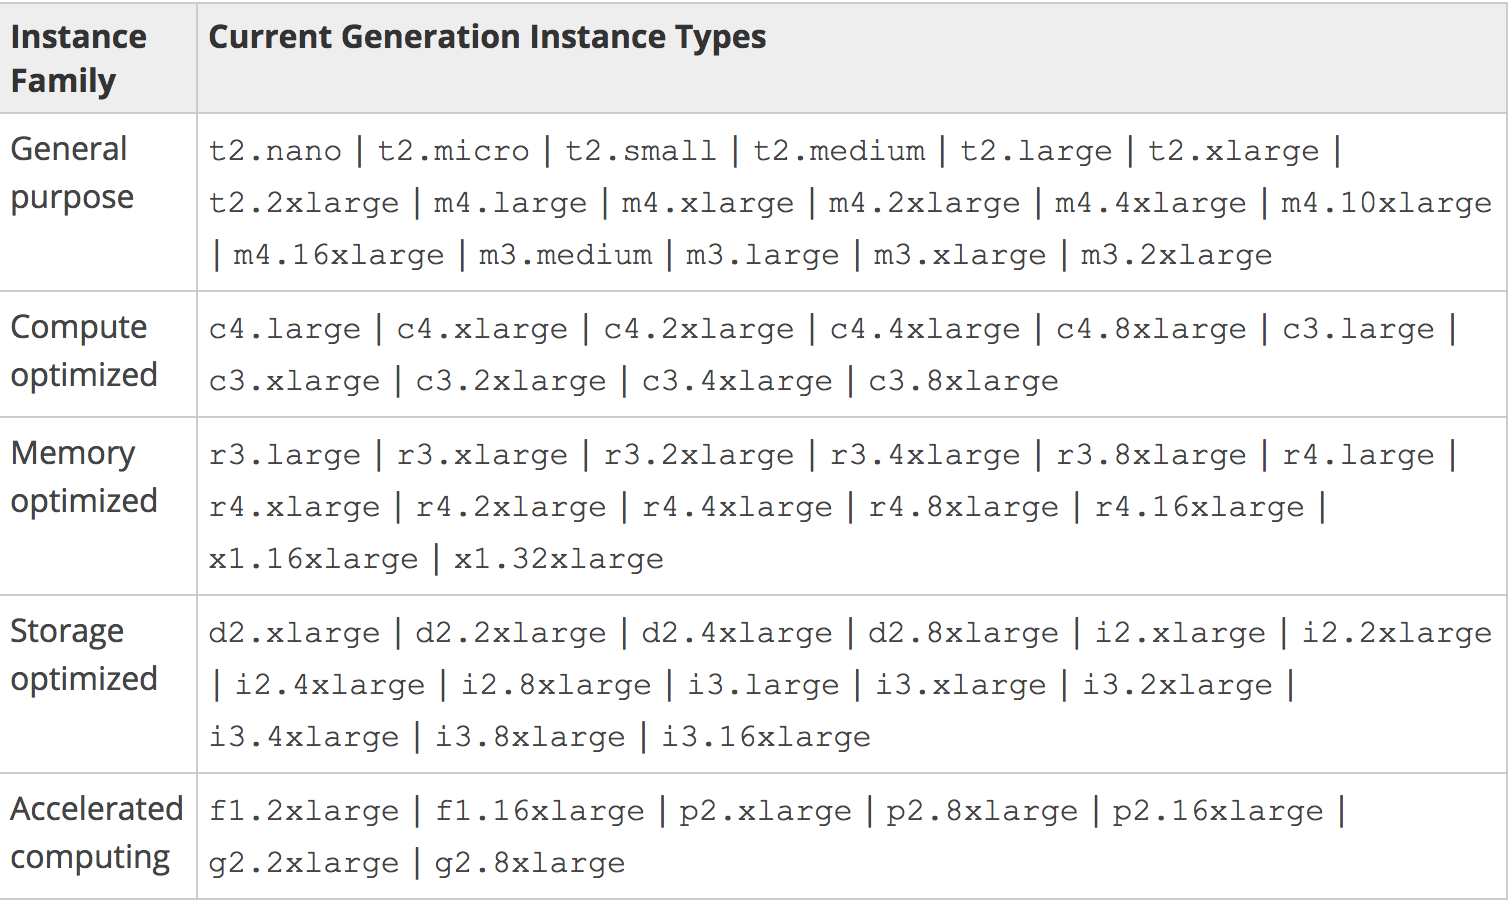 Instance Family
Current Generation Instance Types
General purpose
t2.nano | t2.micro | t2.small | t2.medium | t2.large | t2.xlarge |
t2.2xlarge | m4.large | m4.xlarge | m4.2xlarge | m4.4xlarge | m4.10xlarge
| m4.16xlarge | m3.medium | m3.large | m3.xlarge | m3.2xlarge
Compute optimized
c4.large | c4.xlarge | c4.2xlarge | c4.4xlarge | c4.8xlarge | c3.large |
c3.xlarge | c3.2xlarge | c3.4xlarge | c3.8xlarge
Memory optimized
r3.large | r3.xlarge | r3.2xlarge | r3.4xlarge | r3.8xlarge | r4.large |
r4.xlarge | r4.2xlarge | r4.4xlarge | r4.8xlarge | r4.16xlarge |
x1.16xlarge | x1.32xlarge
Storage optimized
d2.xlarge | d2.2xlarge | d2.4xlarge | d2.8xlarge | i2.xlarge | i2.2xlarge
| i2.4xlarge | i2.8xlarge | i3.large | i3.xlarge | i3.2xlarge |
i3.4xlarge | i3.8xlarge | i3.16xlarge
Accelerated computing
f1.2xlarge | f1.16xlarge | p2.xlarge | p2.8xlarge | p2.16xlarge |
g2.2xlarge | g2.8xlarge